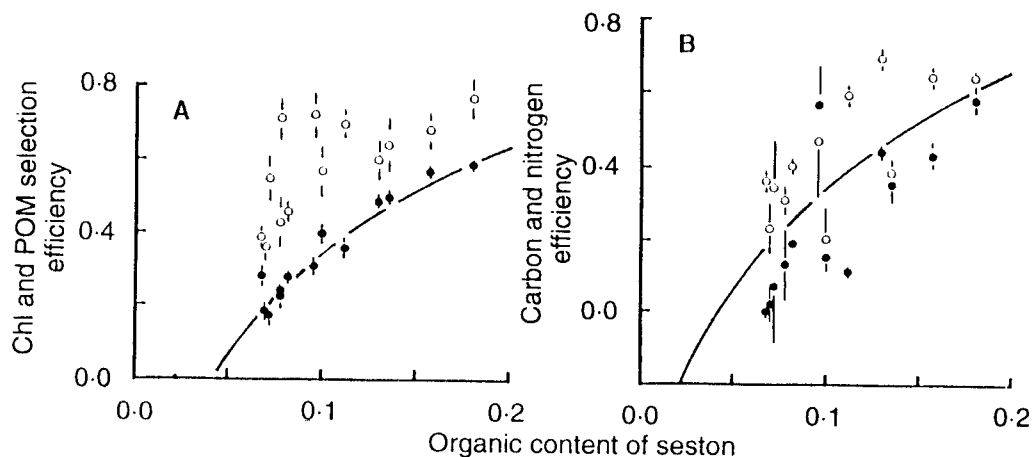 Chl and POM selection
efficiency
0·8
0·4
0·0
A
0·0
0·1
0·2
Carbon and nitrogen
efficiency
0·8
0·4
0·0
B
0·0
0·1
0·2
Organic content of seston